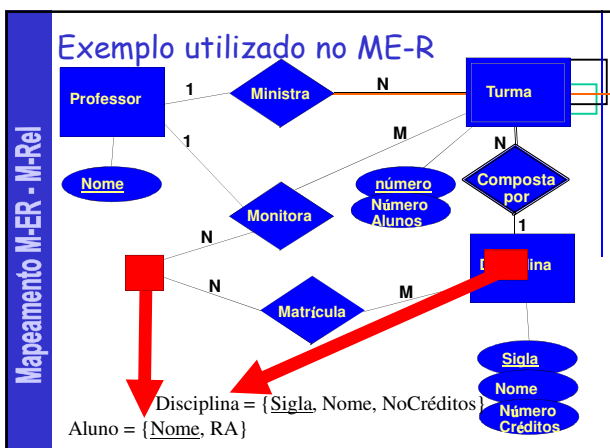 Mapeamento M-ER - M-Rel
Exemplo utilizado no ME-R
Professor
1
Ministra
N
Turma
1
M
N
Nome
número
Número
Alunos
Composta
por
Monitora
N
1
N
Matrícula
M
Sigla
Nome
Número
Créditos
Disciplina = {Sigla, Nome, NoCréditos}
Aluno = {Nome, RA}